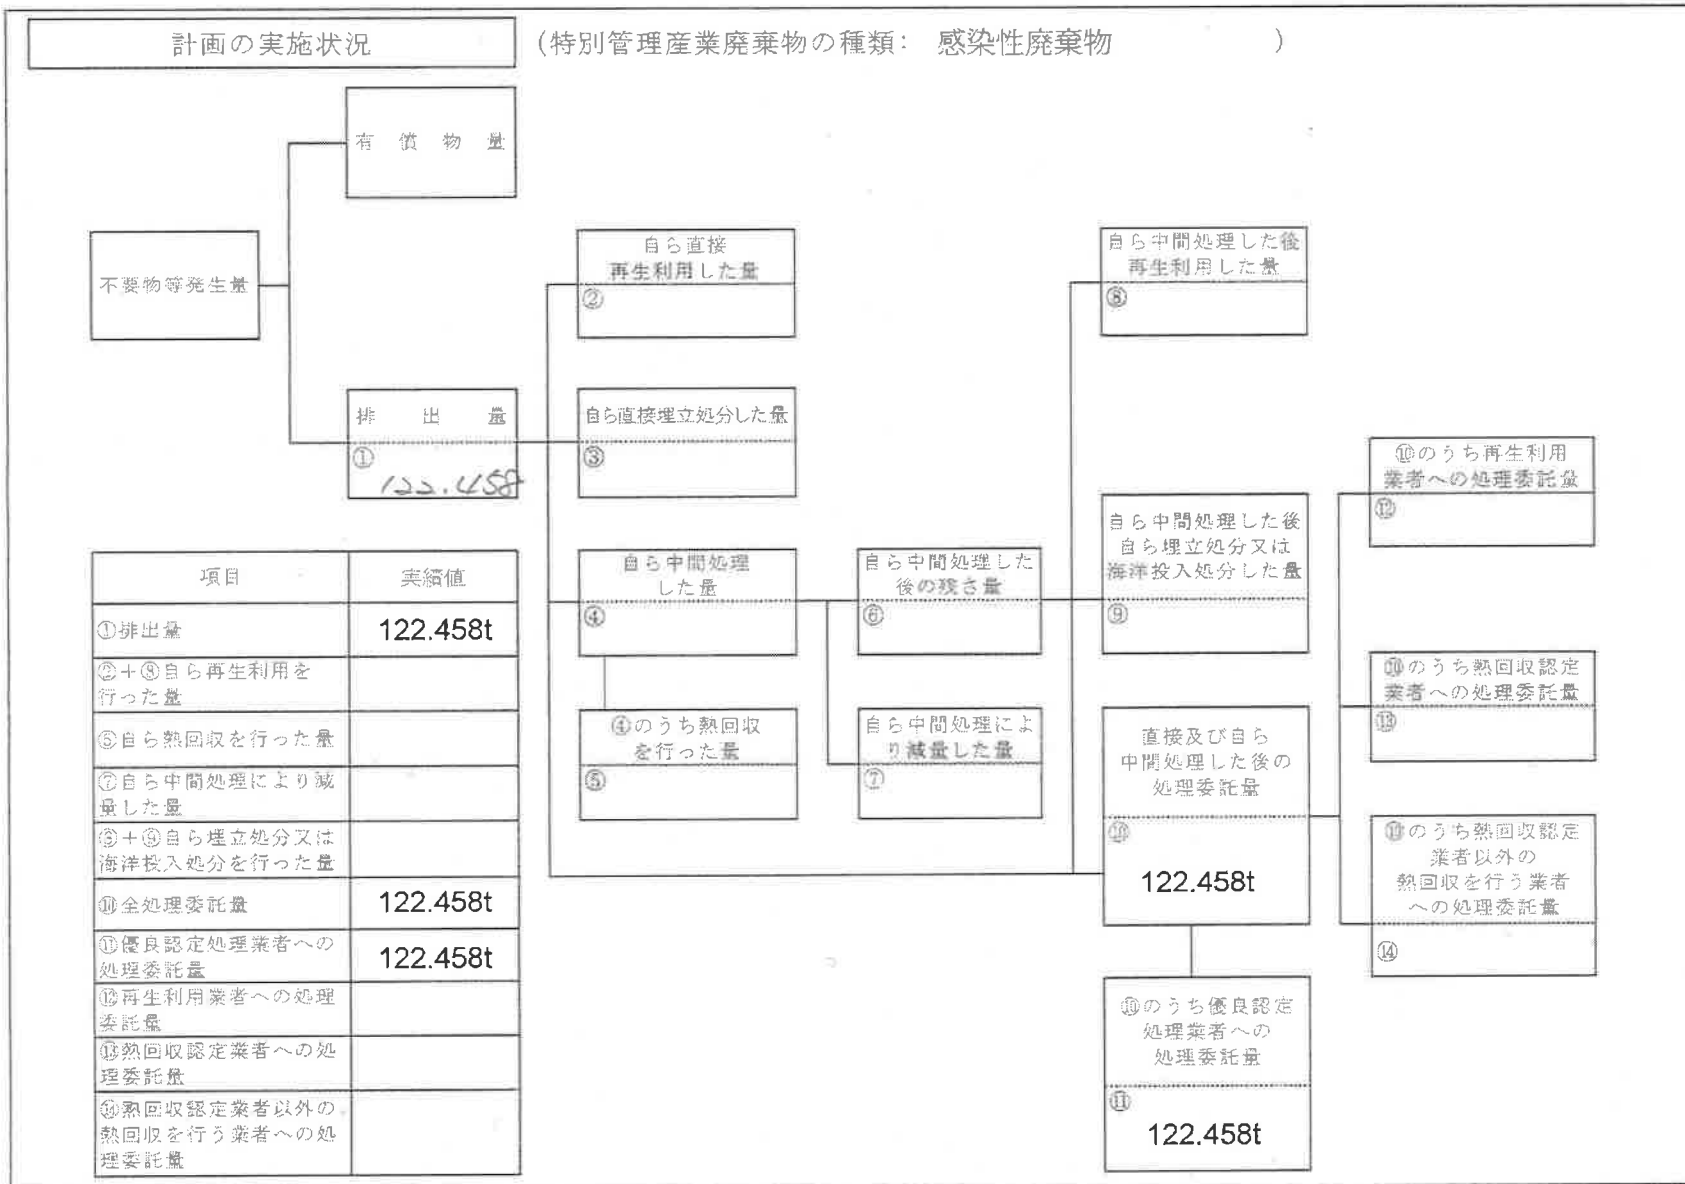 計画の実施状況
(特別管理産業廃棄物の種類: 感染性廃棄物 )
有償物量
不要物等発生量
排出量
①
122.458
自ら直接
再生利用した量
②
自ら直接埋立処分した量
③
自ら中間処理
した量
④
④のうち熱回収
を行った量
⑤
自ら中間処理した
後の残さ量
⑥
自ら中間処理によ
り減量した量
⑦
自ら中間処理した後
再生利用した量
⑧
自ら中間処理した後
自ら埋立処分又は
海洋投入処分した量
⑨
直接及び自ら
中間処理した後の
処理委託量
⑩
122.458t
⑩のうち優良認定
処理業者への
処理委託量
⑪
122.458t
⑩のうち再生利用
業者への処理委託量
⑫
⑩のうち熱回収認定
業者への処理委託量
⑬
⑩のうち熱回収認定
業者以外の
熱回収を行う業者
への処理委託量
⑭
項目 実績値
①排出量 122.458t
②+⑧自ら再生利用を
行った量
⑤自ら熱回収を行った量
⑦自ら中間処理により減
量した量
③+⑨自ら埋立処分又は
海洋投入処分を行った量
⑩全処理委託量 122.458t
⑪優良認定処理業者への
処理委託量 122.458t
⑫再生利用業者への処理
委託量
⑬熱回収認定業者への処
理委託量
⑭熱回収認定業者以外の
熱回収を行う業者への処
理委託量